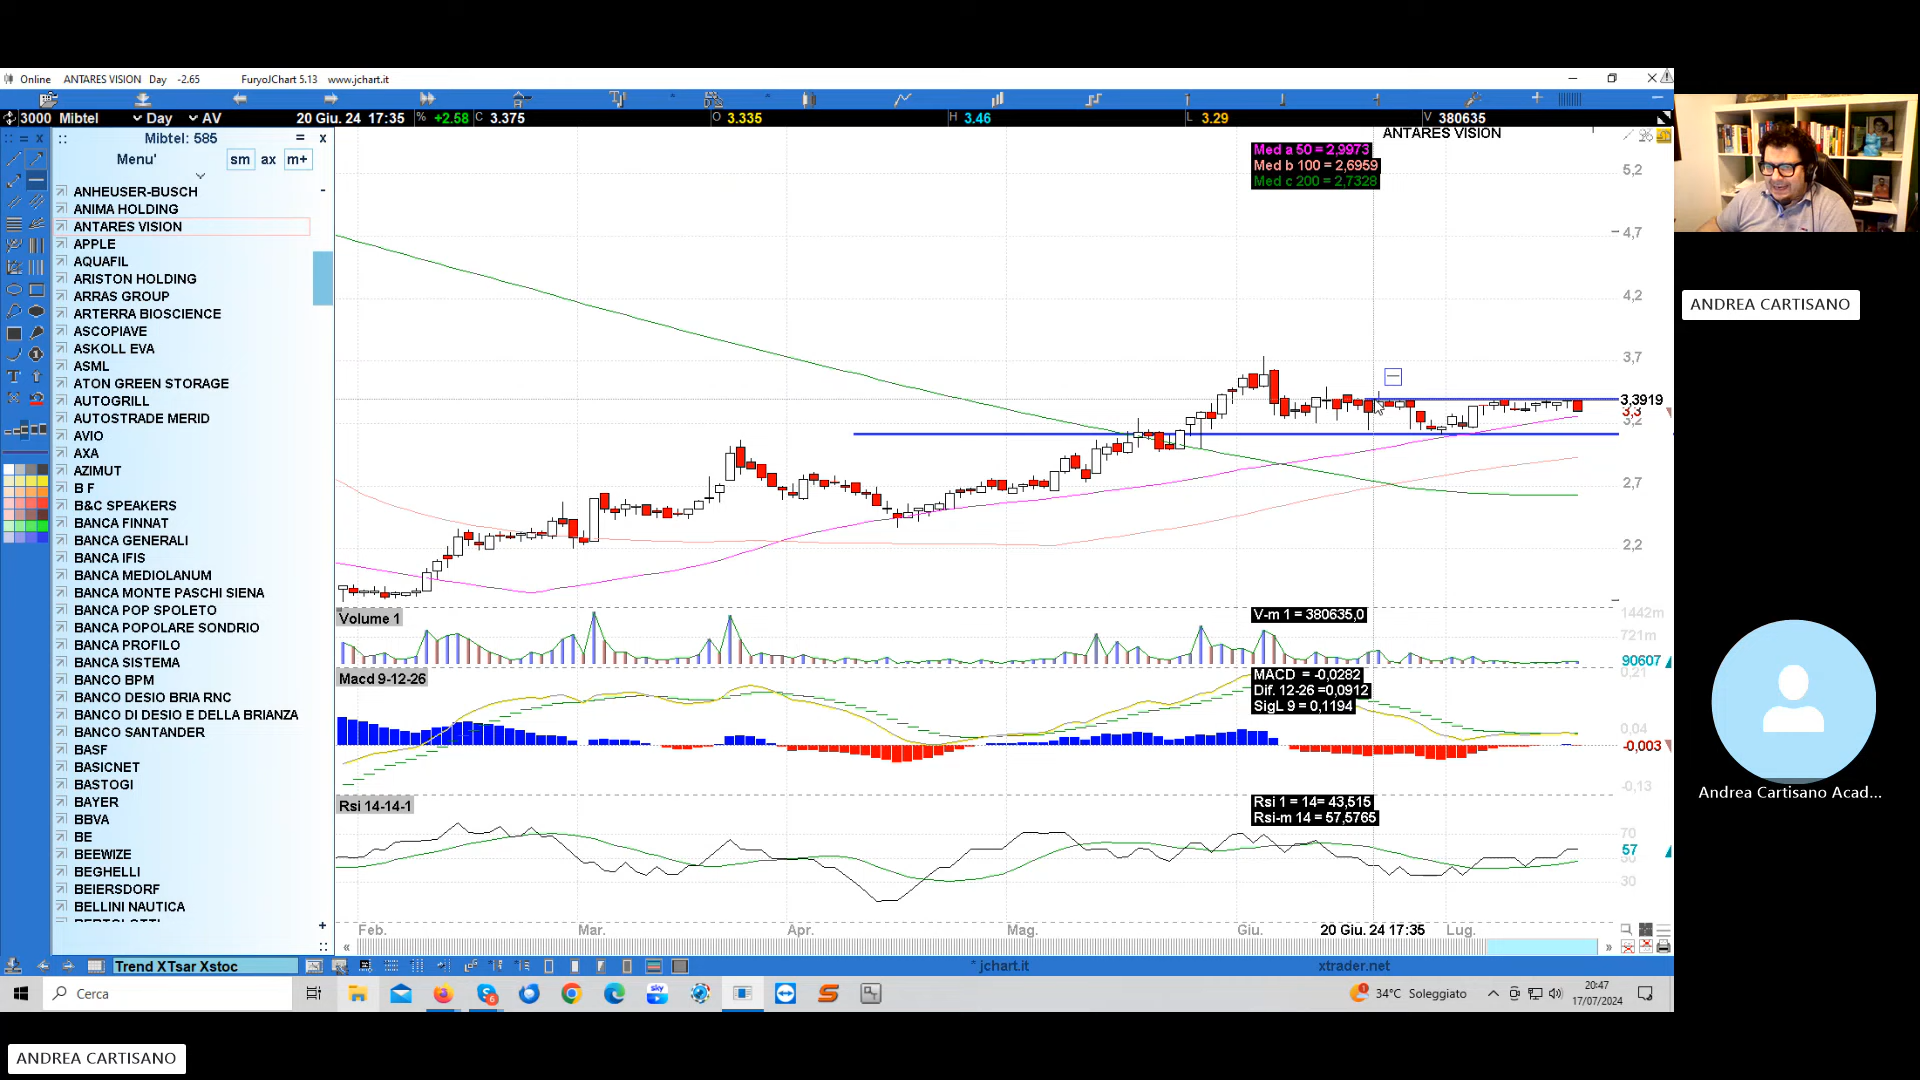 Online ANTARES VISION Day -2.65 FuryoJChart 5.13 www.jchart.it
3000 Mibtel Day AV 20 Giu. 24 17:35 % +2.58 C 3.375 O 3.335 H 3.46 L 3.29 V 380635
Mibtel: 585
Menu' sm ax m+
ANHEUSER-BUSCH
ANIMA HOLDING
ANTARES VISION
APPLE
AQUAFIL
ARISTON HOLDING
ARRAS GROUP
ARTERRA BIOSCIENCE
ASCOPIAVE
ASKOLL EVA
ASML
ATON GREEN STORAGE
AUTOGRILL
AUTOSTRADE MERID
AVIO
AXA
AZIMUT
B F
B&C SPEAKERS
BANCA FINNAT
BANCA GENERALI
BANCA IFIS
BANCA MEDIOLANUM
BANCA MONTE PASCHI SIENA
BANCA POP SPOLETO
BANCA POPOLARE SONDRIO
BANCA PROFILO
BANCA SISTEMA
BANCO BPM
BANCO DESIO BRIA RNC
BANCO DI DESIO E DELLA BRIANZA
BANCO SANTANDER
BASF
BASICNET
BASTOGI
BAYER
BBVA
BE
BEEWIZE
BEGHELLI
BEIERSDORF
BELLINI NAUTICA
Trend XTsar Xstoc
ANTARES VISION
Med a 50 = 2,9973
Med b 100 = 2,6959
Med c 200 = 2,7328
5,2
4,7
4,2
3,7
3,3919
3,3
3,2
2,7
2,2
Volume 1
V-m 1 = 380635,0
1442m
721m
90607
Macd 9-12-26
MACD = -0,0282
Dif. 12-26 =0,0912
SigL 9 = 0,1194
0.21
0.04
-0,003
-0,13
Rsi 14-14-1
Rsi 1 = 14= 43,515
Rsi-m 14 = 57,5765
70
57
50
30
Feb. Mar. Apr. Mag. Giu. 20 Giu. 24 17:35 Lug.
* jchart.it xtrader.net
Cerca
34°C Soleggiato
20:47
17/07/2024
ANDREA CARTISANO
Andrea Cartisano Acad...
ANDREA CARTISANO